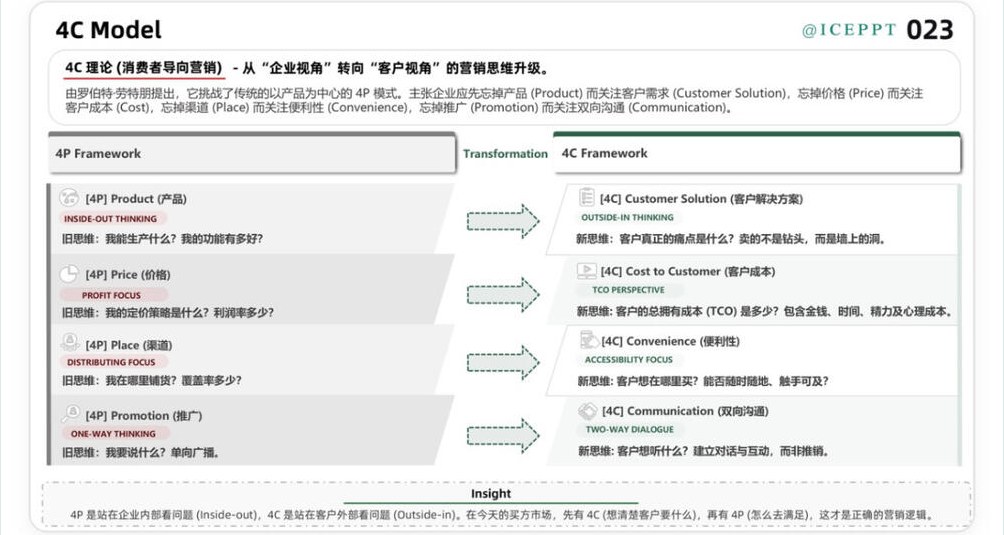 4C Model
@ICEPPT 023
4C 理论 (消费者导向营销) - 从“企业视角”转向“客户视角”的营销思维升级。
由罗伯特·劳特朋提出，它挑战了传统的以产品为中心的 4P 模式。主张企业应先忘掉产品 (Product) 而关注客户需求 (Customer Solution)，忘掉价格 (Price) 而关注
客户成本 (Cost)，忘掉渠道 (Place) 而关注便利性 (Convenience)，忘掉推广 (Promotion) 而关注双向沟通 (Communication)。
4P Framework
Transformation
4C Framework
[4P] Product (产品)
INSIDE-OUT THINKING
旧思维：我能生产什么？我的功能有多好？
[4C] Customer Solution (客户解决方案)
OUTSIDE-IN THINKING
新思维：客户真正的痛点是什么？卖的不是钻头，而是墙上的洞。
[4P] Price (价格)
PROFIT FOCUS
旧思维：我的定价策略是什么？利润率多少？
[4C] Cost to Customer (客户成本)
TCO PERSPECTIVE
新思维: 客户的总拥有成本 (TCO) 是多少？包含金钱、时间、精力及心理成本。
[4P] Place (渠道)
DISTRIBUTING FOCUS
旧思维：我在哪里铺货？覆盖率多少？
[4C] Convenience (便利性)
ACCESSIBILITY FOCUS
新思维: 客户想在哪里买？能否随时随地、触手可及？
[4P] Promotion (推广)
ONE-WAY THINKING
旧思维：我要说什么？单向广播。
[4C] Communication (双向沟通)
TWO-WAY DIALOGUE
新思维: 客户想听什么？建立对话与互动，而非推销。
Insight
4P 是站在企业内部看问题 (Inside-out)，4C 是站在客户外部看问题 (Outside-in)。在今天的买方市场，先有 4C (想清楚客户要什么)，再有 4P (怎么去满足)，这才是正确的营销逻辑。